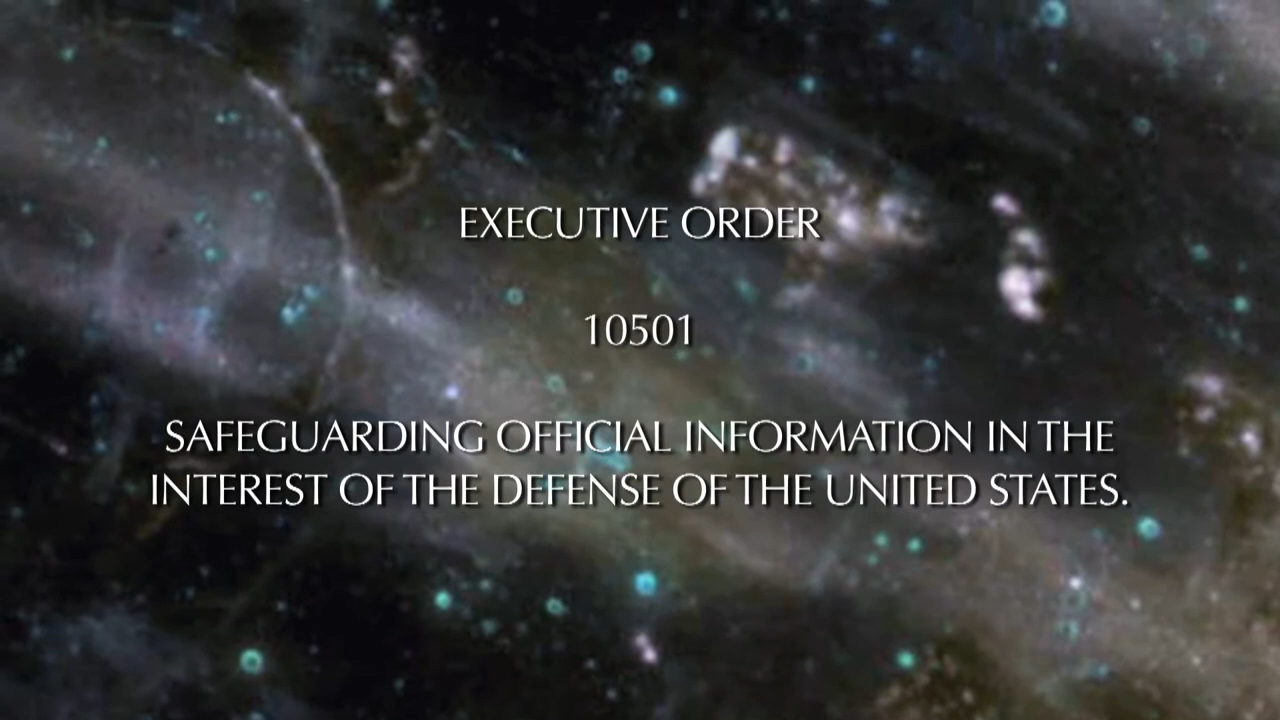 EXECUTIVE ORDER
10501
SAFEGUARDING OFFICIAL INFORMATION IN THE
INTEREST OF THE DEFENSE OF THE UNITED STATES.